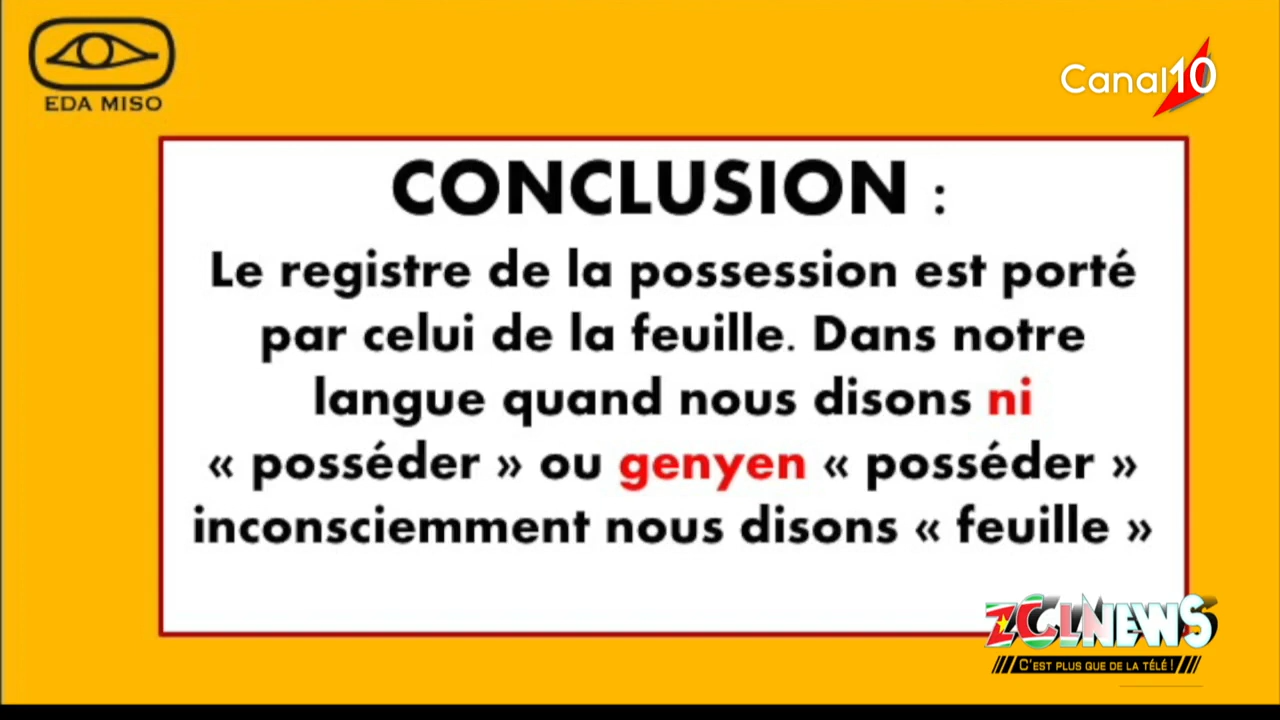 EDA MISO
Canal10
CONCLUSION :
Le registre de la possession est porté
par celui de la feuille. Dans notre
langue quand nous disons ni
« posséder » ou genyen « posséder »
inconsciemment nous disons « feuille »
ZCLNEWS
C'EST PLUS QUE DE LA TÉLÉ !